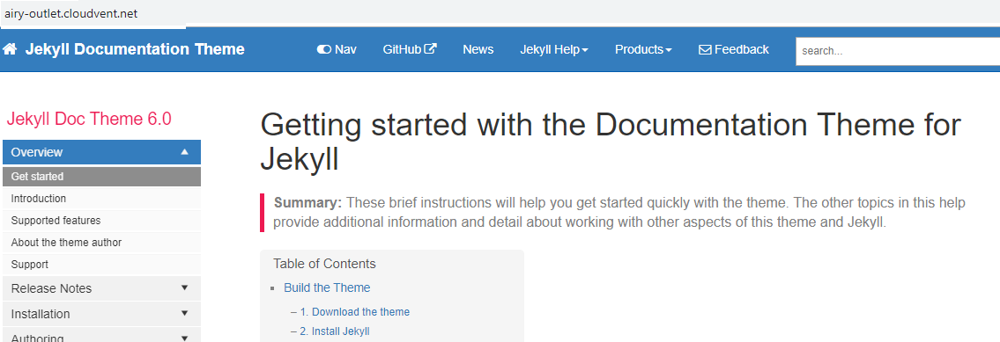 airy-outlet.cloudvent.net
Jekyll Documentation Theme
Nav
GitHub
News
Jekyll Help
Products
Feedback
search...
Jekyll Doc Theme 6.0
Overview
Get started
Introduction
Supported features
About the theme author
Support
Release Notes
Installation
Authoring
Getting started with the Documentation Theme for
Jekyll
Summary: These brief instructions will help you get started quickly with the theme. The other topics in this help
provide additional information and detail about working with other aspects of this theme and Jekyll.
Table of Contents
Build the Theme
– 1. Download the theme
– 2. Install Jekyll